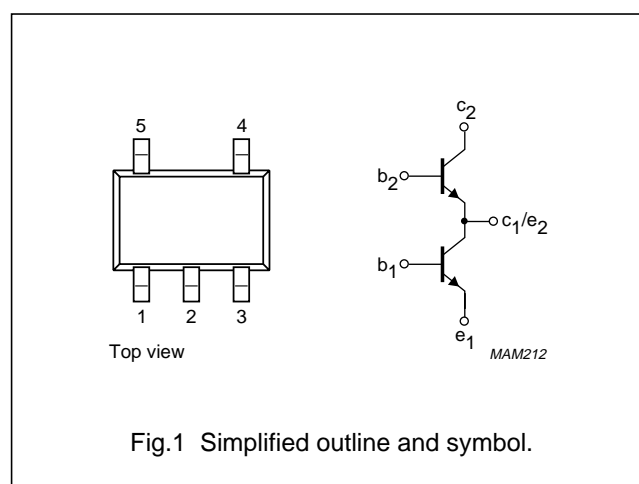 5 4
1 2 3
Top view
c2
b2
c1/e2
b1
e1
MAM212
Fig.1 Simplified outline and symbol.